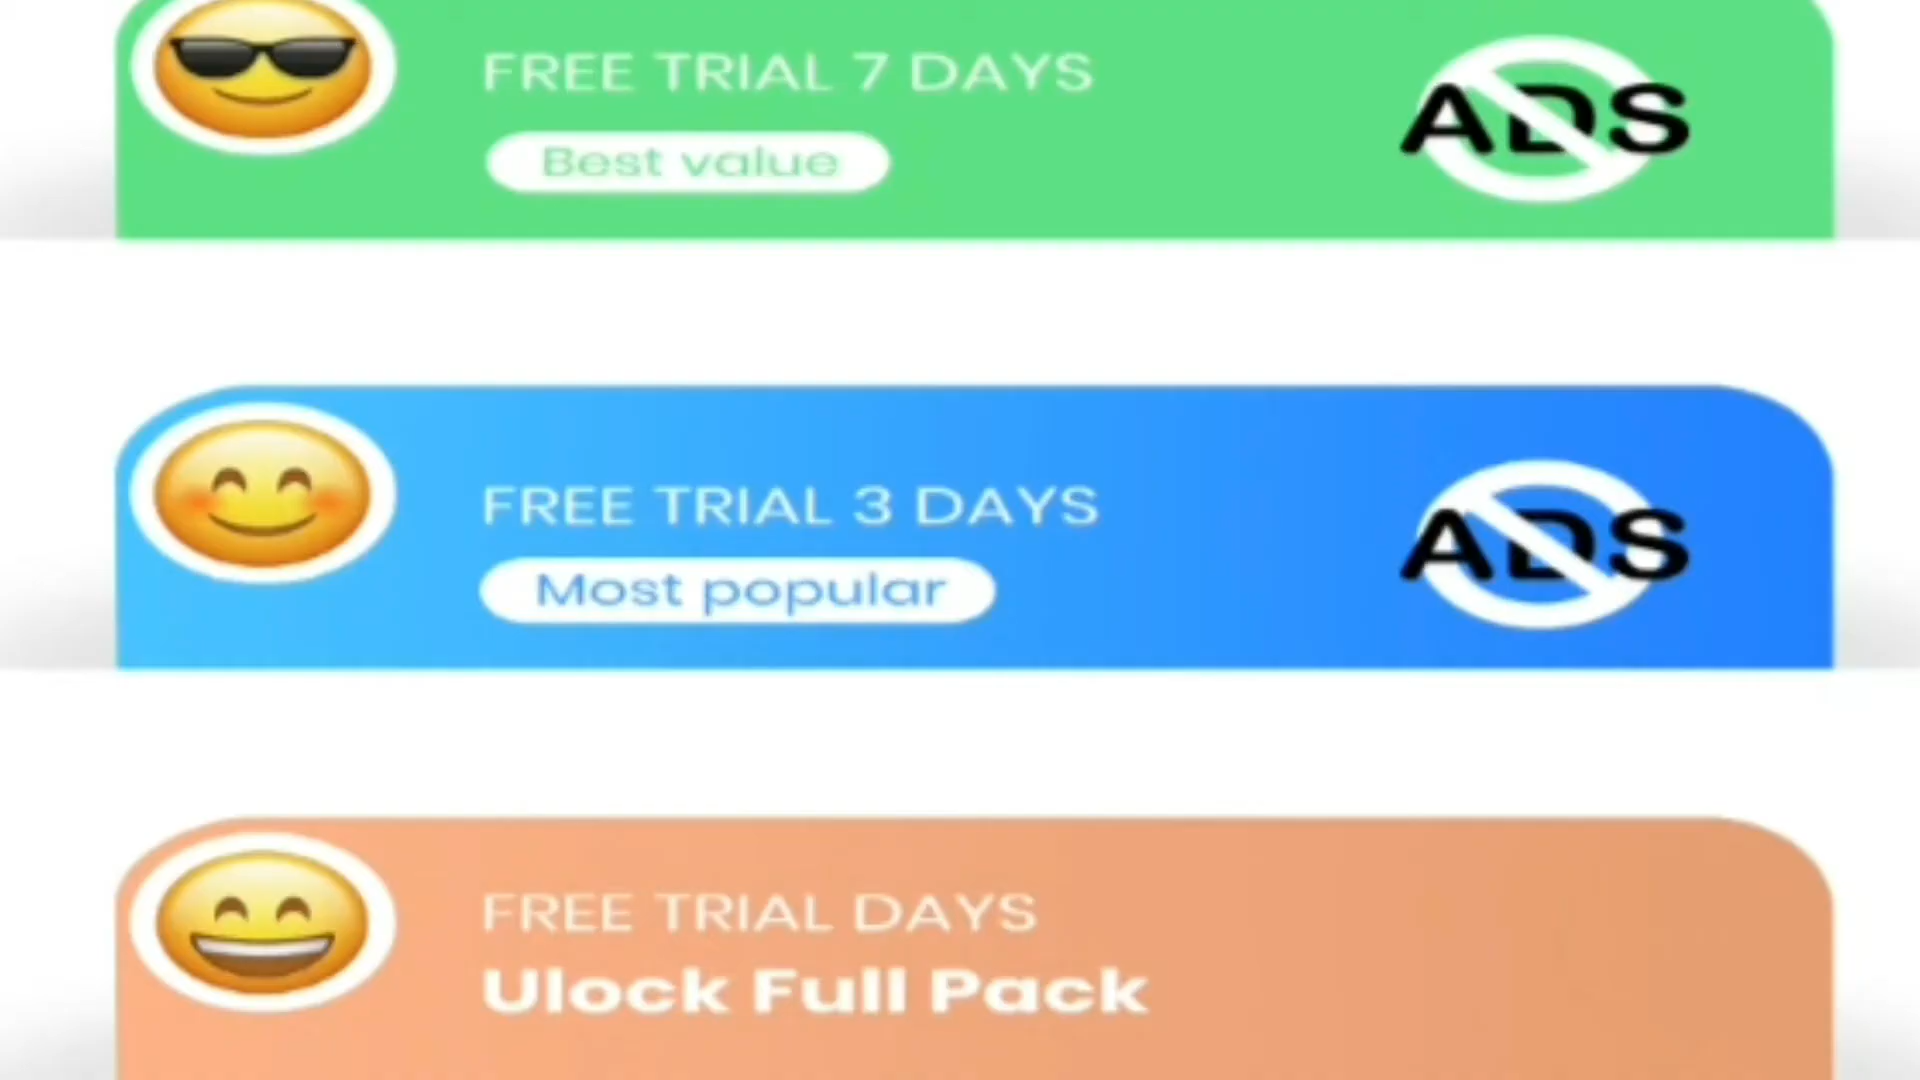 FREE TRIAL 7 DAYS
Best value
ADS
FREE TRIAL 3 DAYS
Most popular
ADS
FREE TRIAL DAYS
Ulock Full Pack